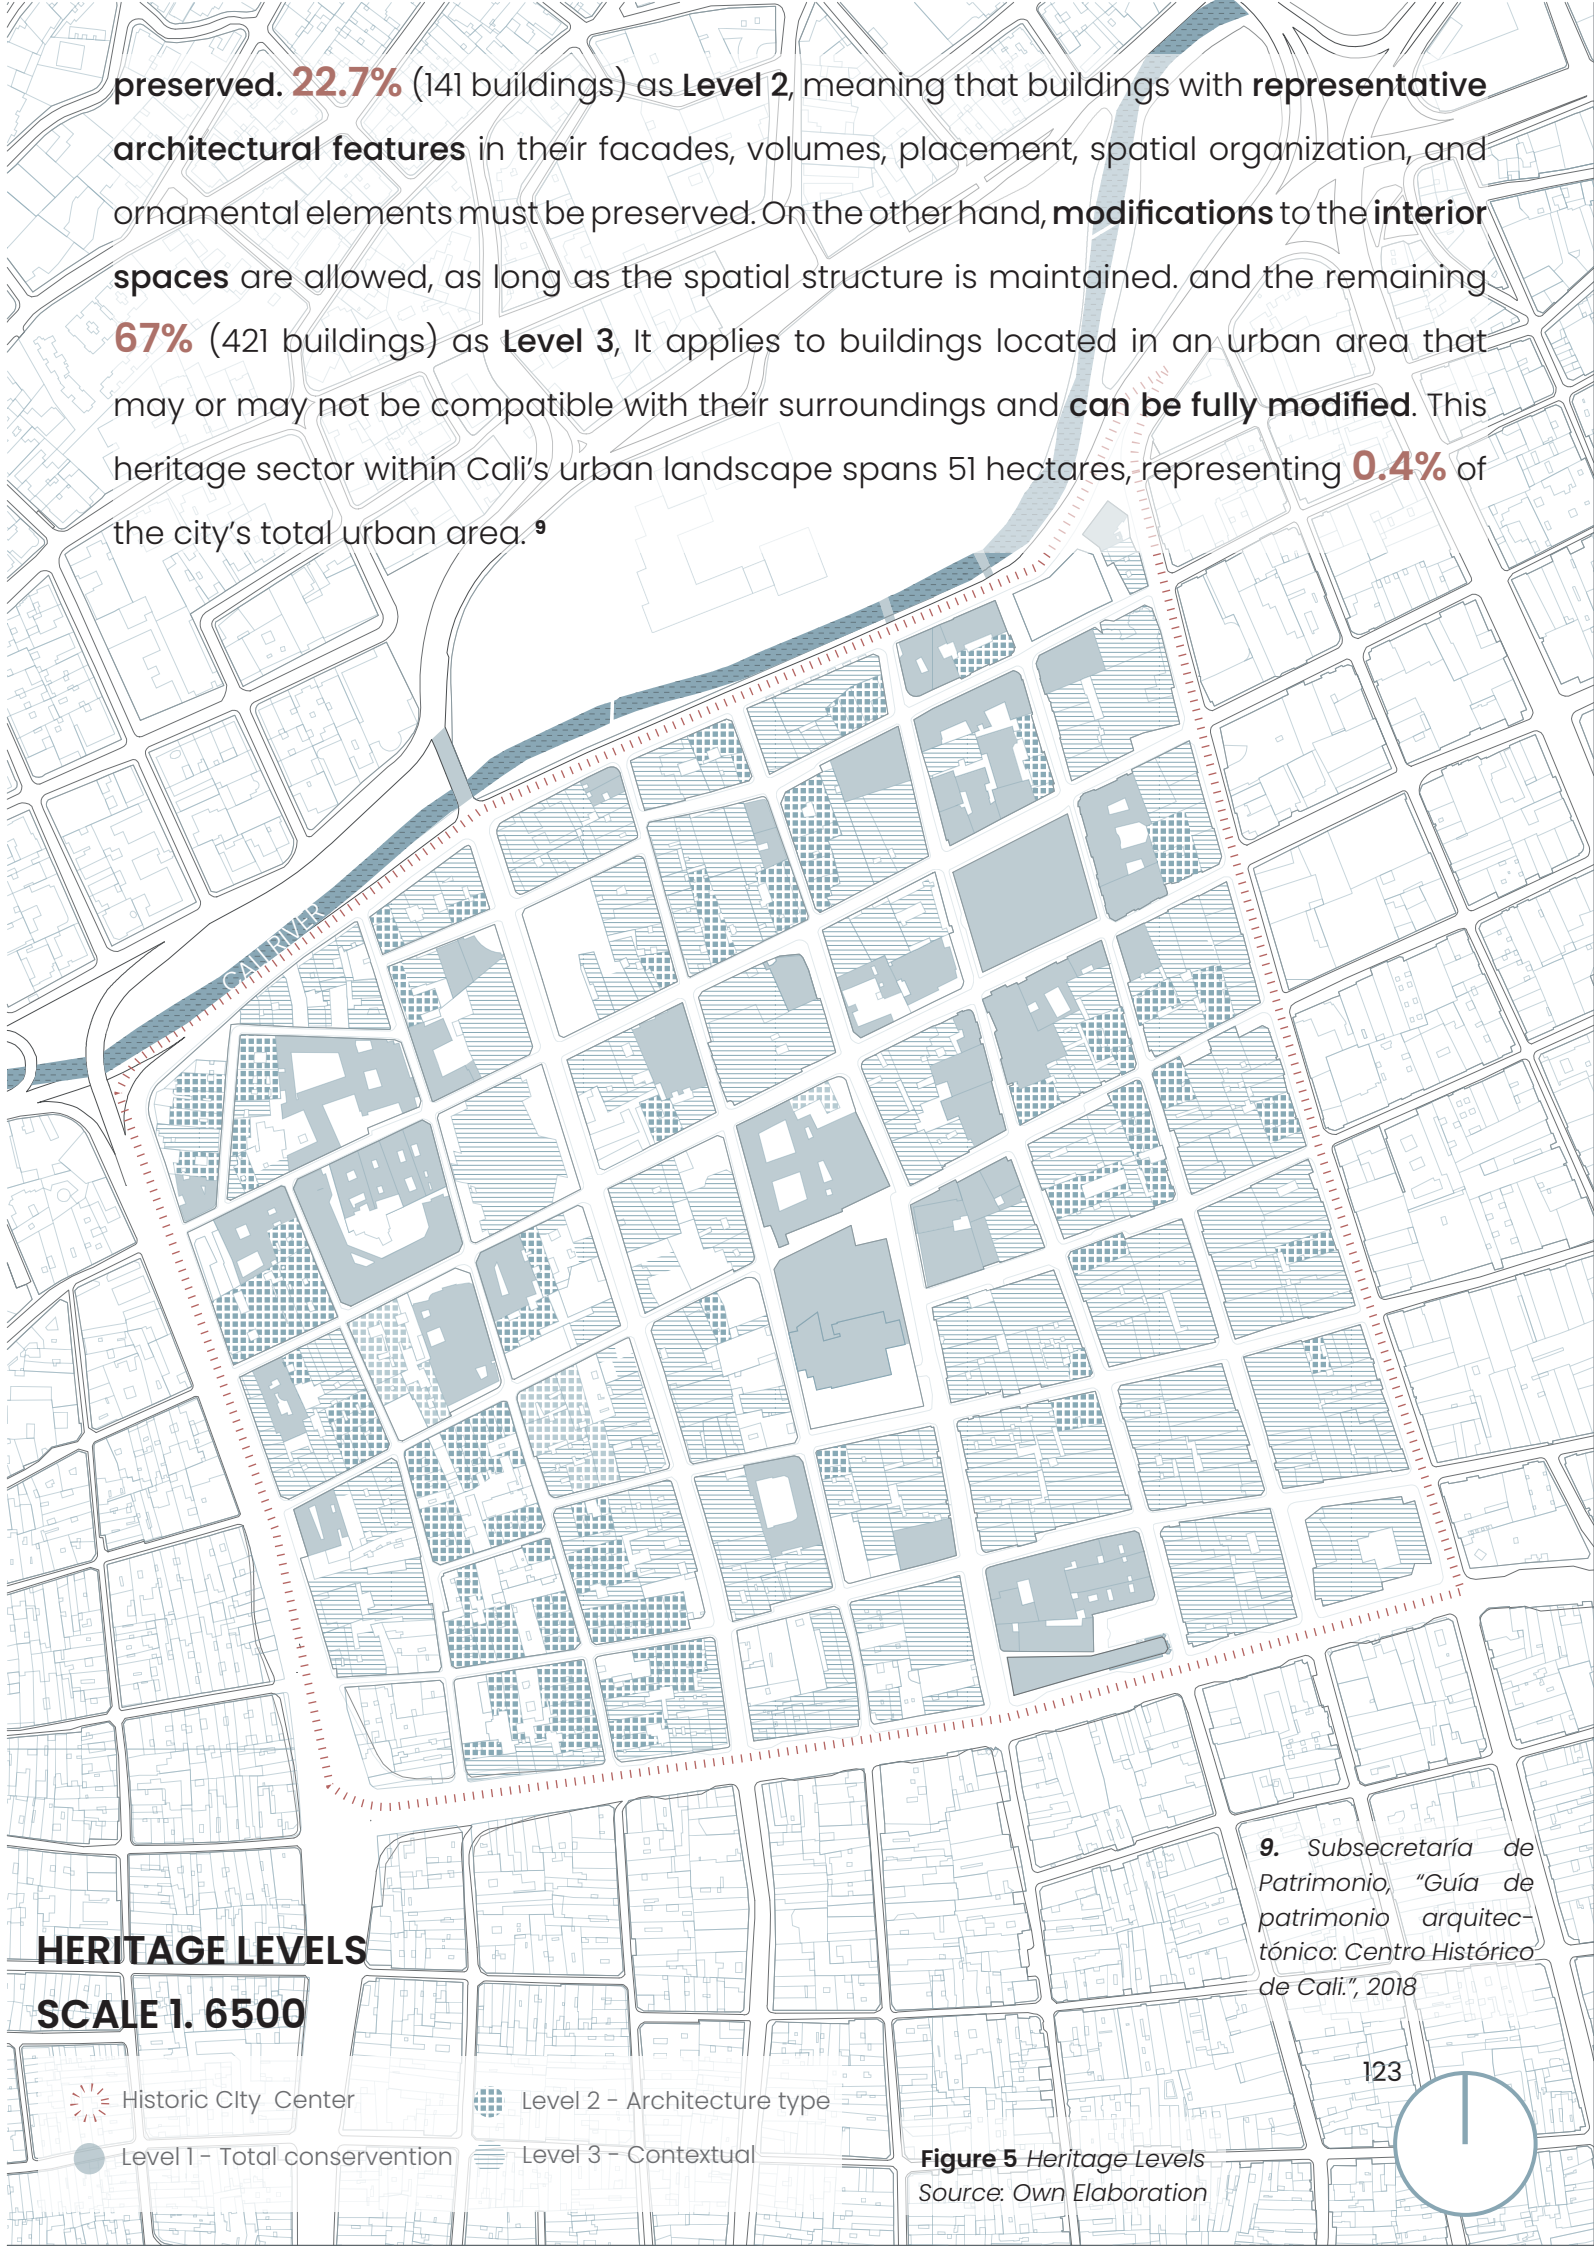 preserved. 22.7% (141 buildings) as Level 2, meaning that buildings with representative
architectural features in their facades, volumes, placement, spatial organization, and
ornamental elements must be preserved. On the other hand, modifications to the interior
spaces are allowed, as long as the spatial structure is maintained. and the remaining
67% (421 buildings) as Level 3, It applies to buildings located in an urban area that
may or may not be compatible with their surroundings and can be fully modified. This
heritage sector within Cali's urban landscape spans 51 hectares, representing 0.4% of
the city's total urban area. 9
CALI RIVER
9. Subsecretaría de
Patrimonio, “Guía de
patrimonio arquitec-
tónico: Centro Histórico
de Cali.”, 2018
HERITAGE LEVELS
SCALE 1. 6500
123
Historic CIty Center
Level 2 - Architecture type
Level 1 - Total conservention
Level 3 - Contextual
Figure 5 Heritage Levels
Source: Own Elaboration